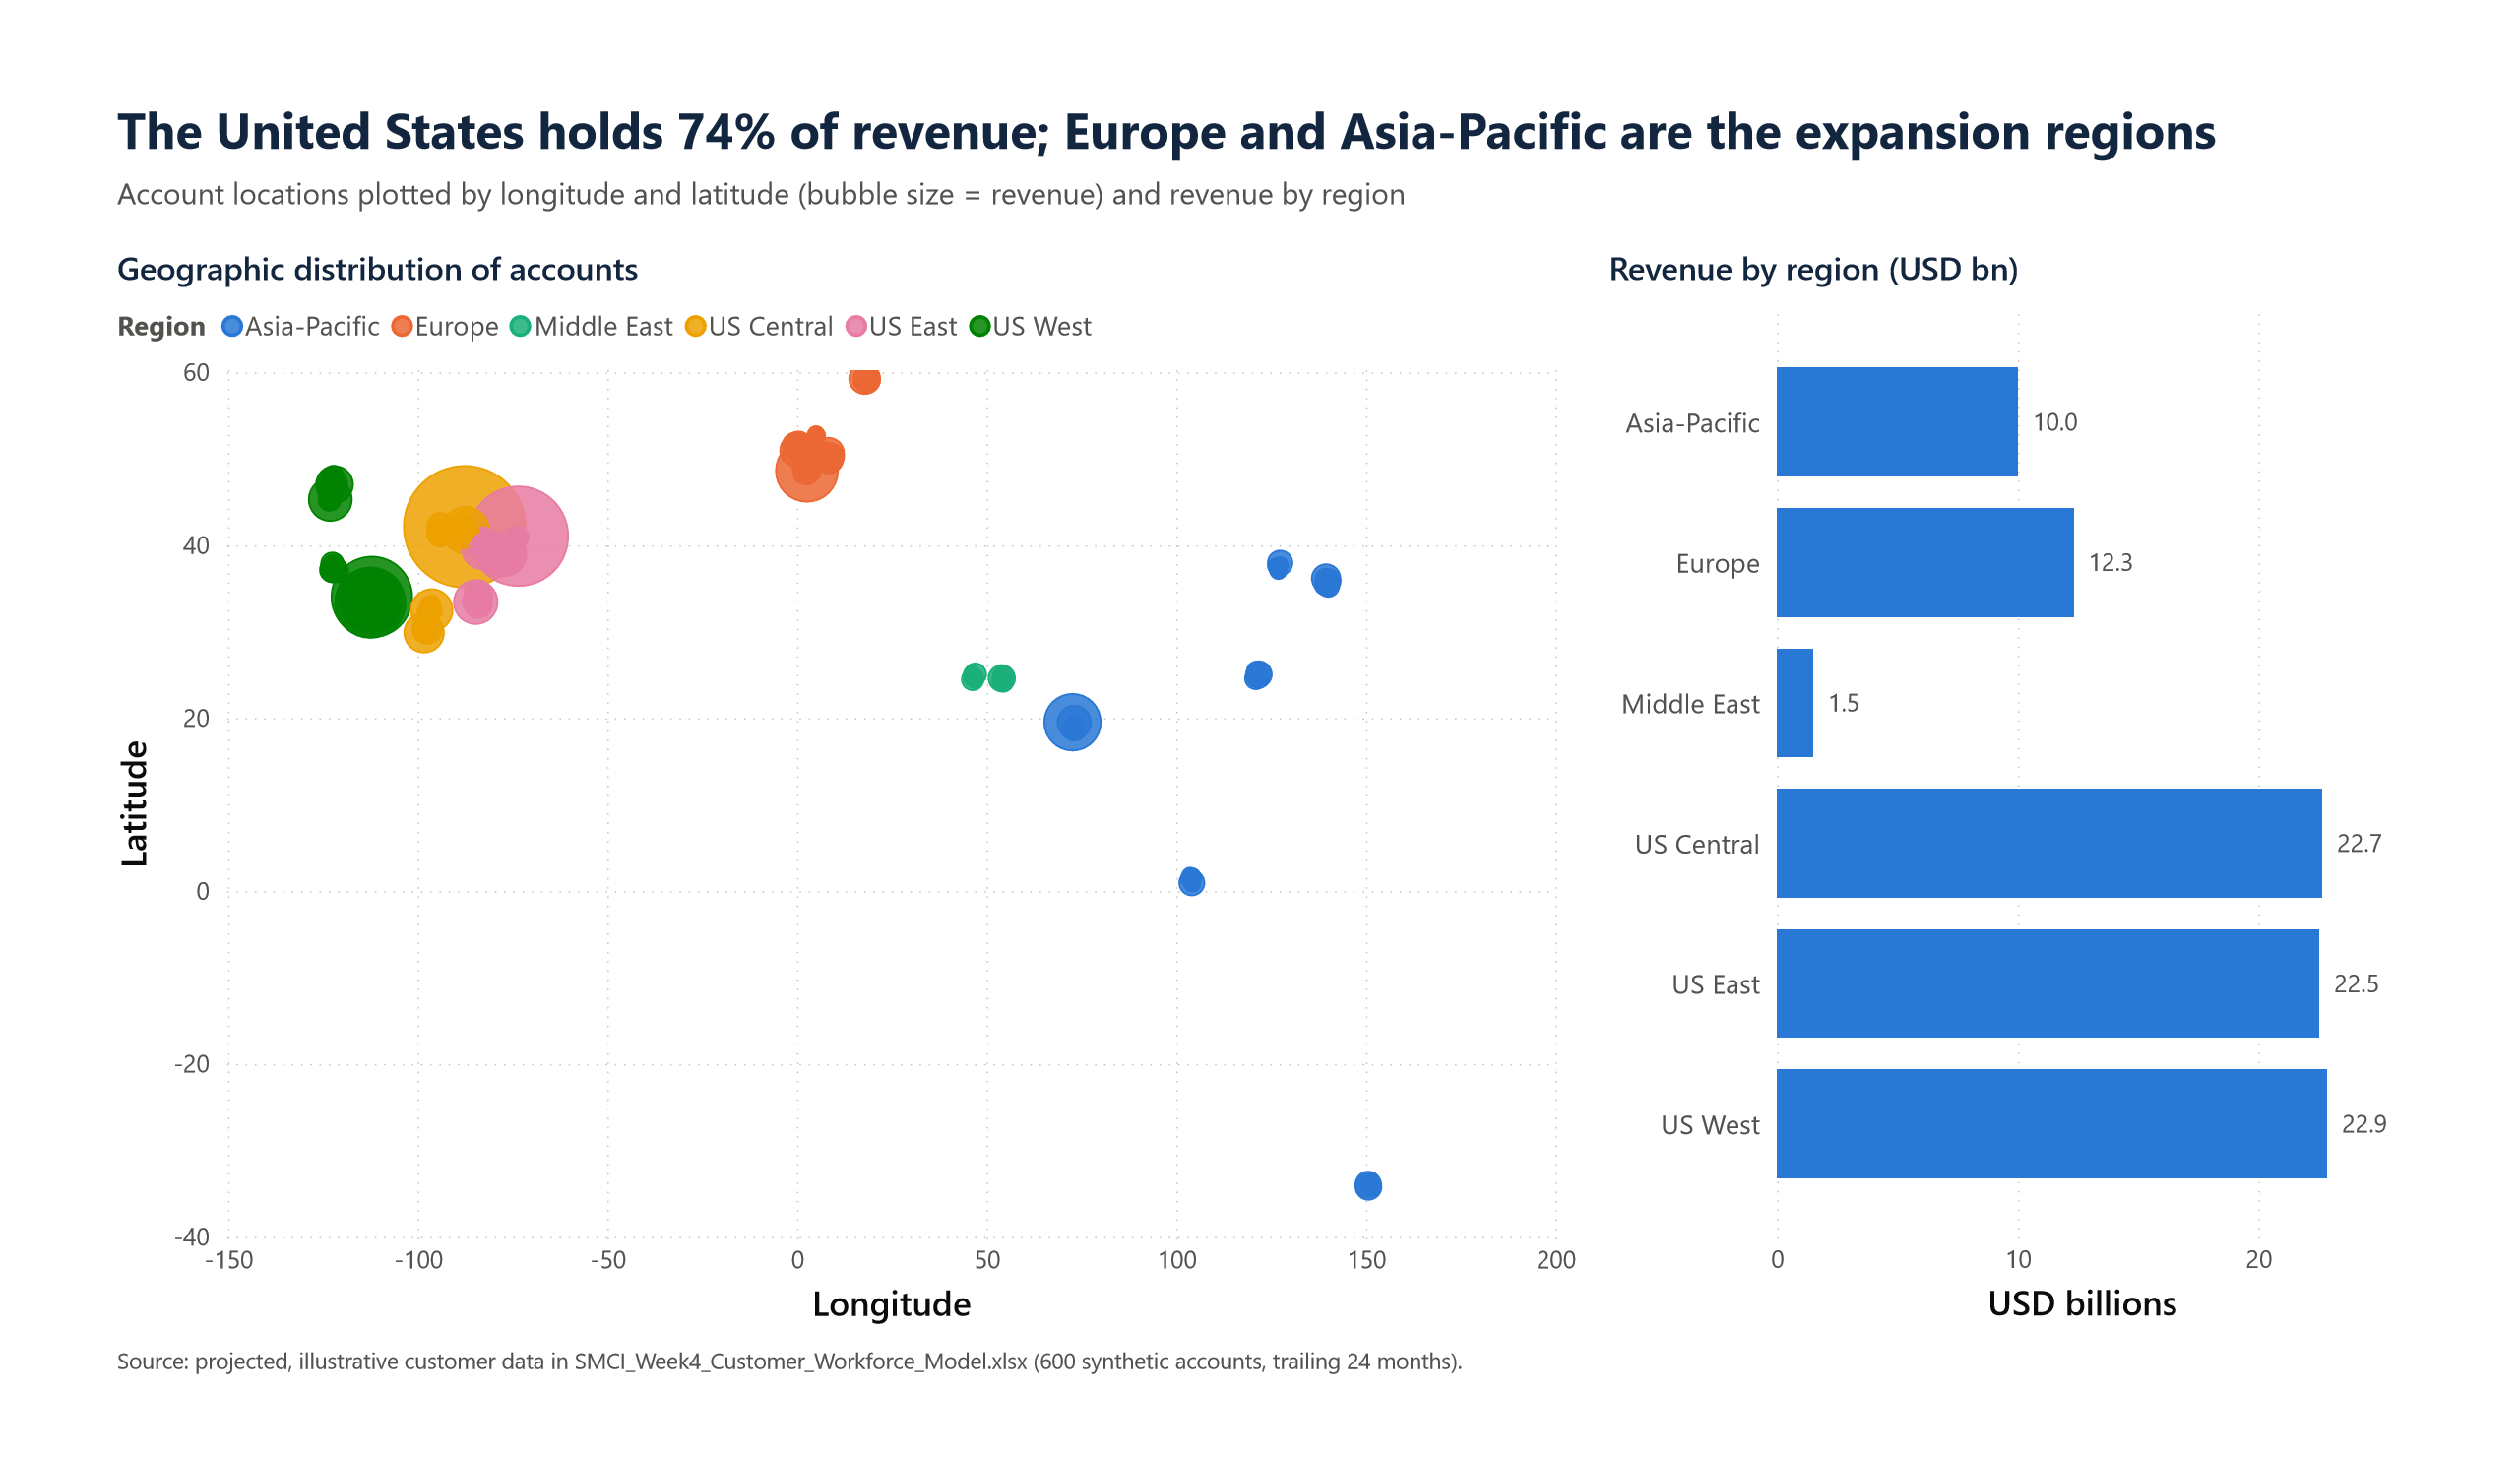 The United States holds 74% of revenue; Europe and Asia-Pacific are the expansion regions
Account locations plotted by longitude and latitude (bubble size = revenue) and revenue by region
Geographic distribution of accounts
Region Asia-Pacific Europe Middle East US Central US East US West
60
40
20
0
-20
-40
Latitude
-150 -100 -50 0 50 100 150 200
Longitude
Revenue by region (USD bn)
Asia-Pacific 10.0
Europe 12.3
Middle East 1.5
US Central 22.7
US East 22.5
US West 22.9
0 10 20
USD billions
Source: projected, illustrative customer data in SMCI_Week4_Customer_Workforce_Model.xlsx (600 synthetic accounts, trailing 24 months).